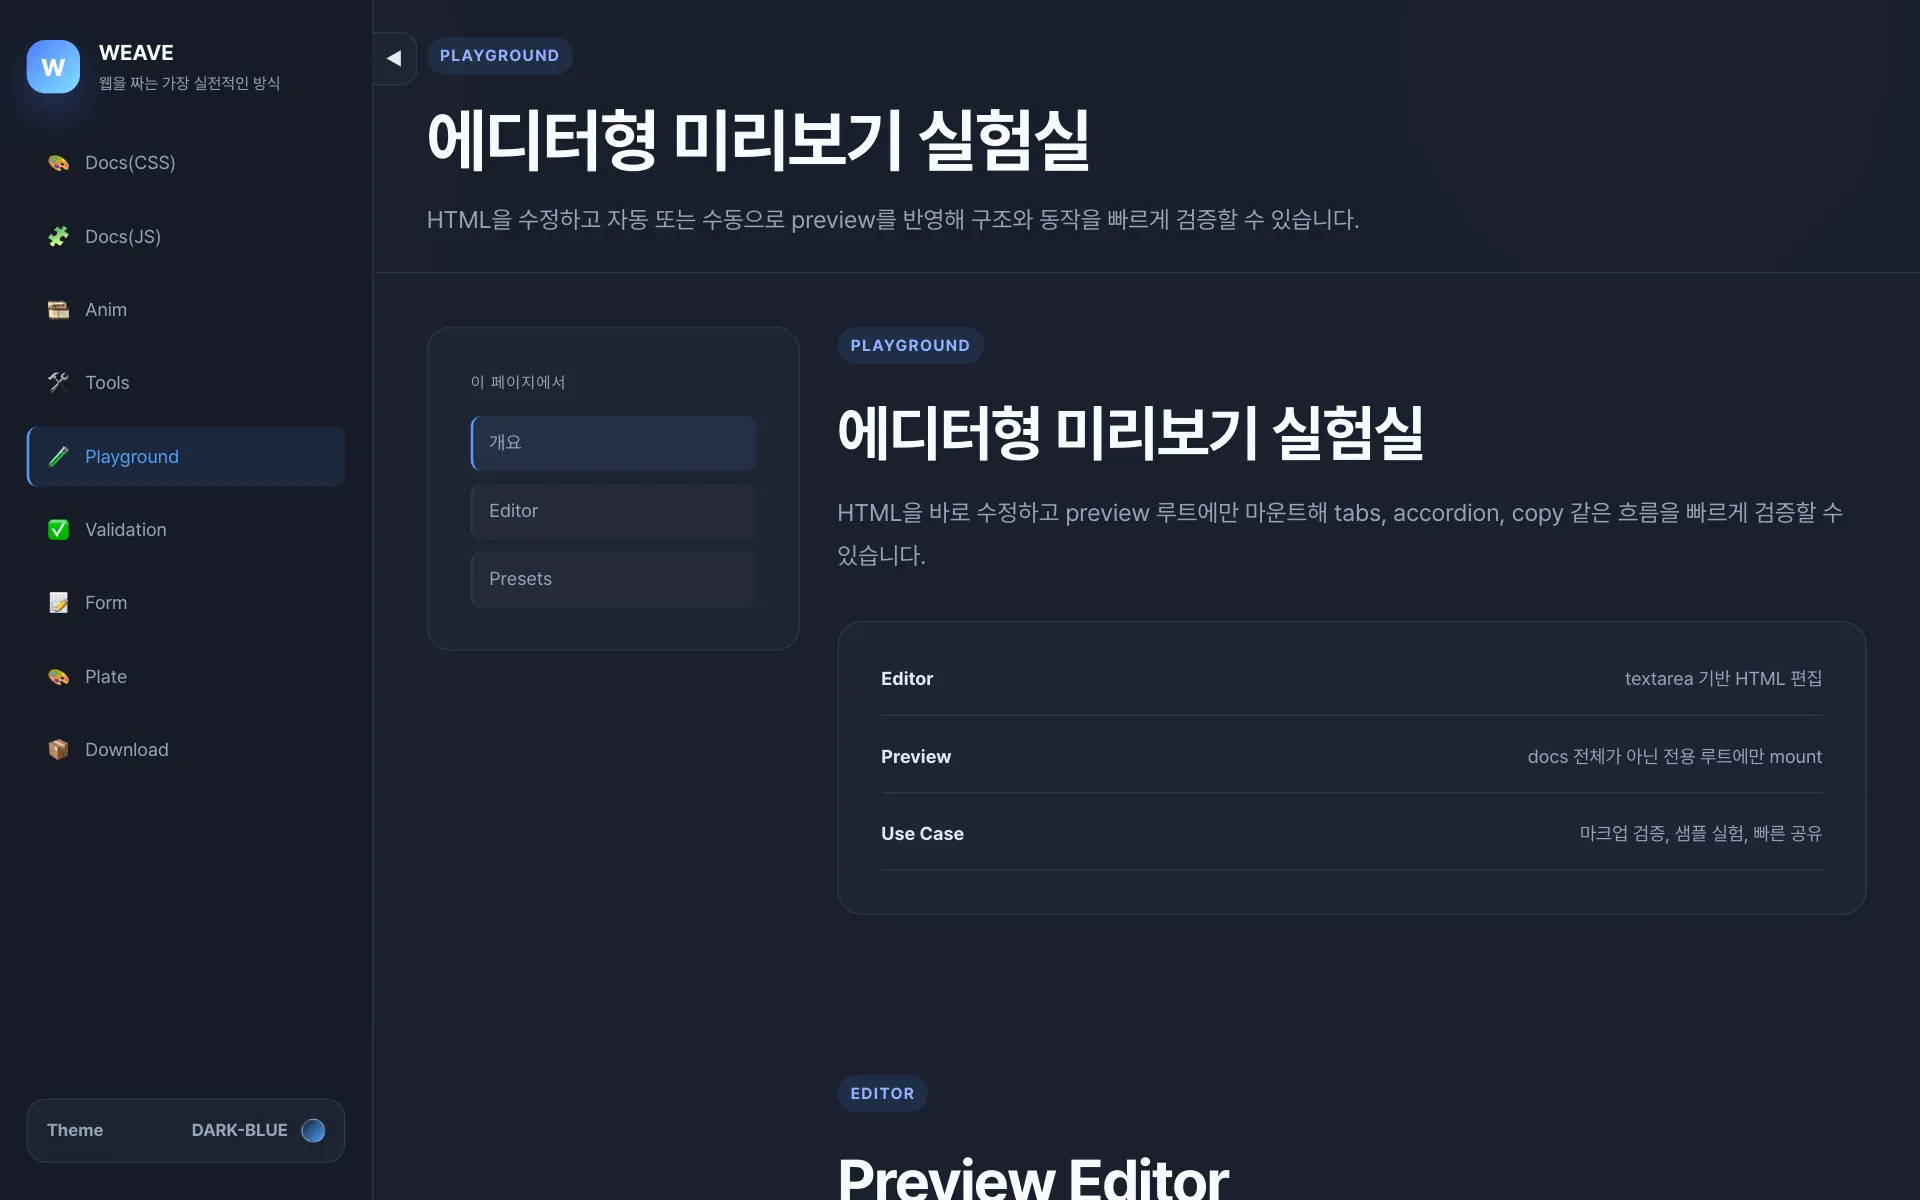 W
WEAVE
웹을 짜는 가장 실전적인 방식
Docs(CSS)
Docs(JS)
Anim
Tools
Playground
Validation
Form
Plate
Download
Theme
DARK-BLUE
PLAYGROUND
에디터형 미리보기 실험실
HTML을 수정하고 자동 또는 수동으로 preview를 반영해 구조와 동작을 빠르게 검증할 수 있습니다.
이 페이지에서
개요
Editor
Presets
PLAYGROUND
에디터형 미리보기 실험실
HTML을 바로 수정하고 preview 루트에만 마운트해 tabs, accordion, copy 같은 흐름을 빠르게 검증할 수
있습니다.
Editor
textarea 기반 HTML 편집
Preview
docs 전체가 아닌 전용 루트에만 mount
Use Case
마크업 검증, 샘플 실험, 빠른 공유
EDITOR
Preview Editor